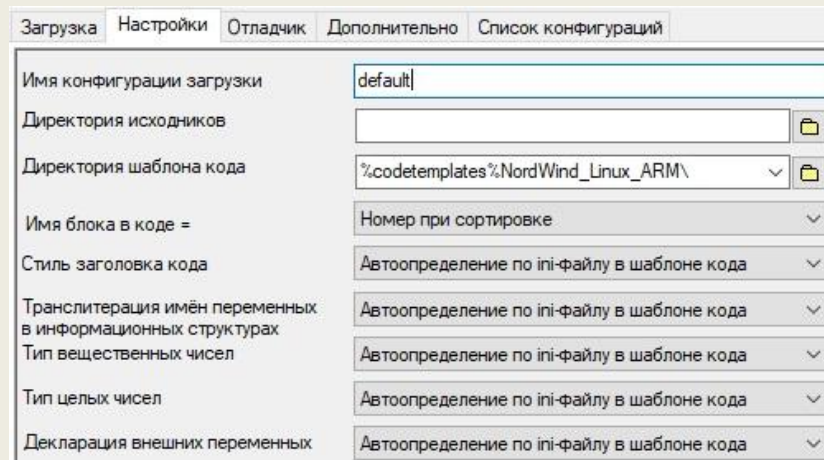 Загрузка Настройки Отладчик Дополнительно Список конфигураций
Имя конфигурации загрузки default
Директория исходников
Директория шаблона кода %codetemplates%NordWind_Linux_ARM\
Имя блока в коде = Номер при сортировке
Стиль заголовка кода Автоопределение по ini-файлу в шаблоне кода
Транслитерация имён переменных
в информационных структурах Автоопределение по ini-файлу в шаблоне кода
Тип вещественных чисел Автоопределение по ini-файлу в шаблоне кода
Тип целых чисел Автоопределение по ini-файлу в шаблоне кода
Декларация внешних переменных Автоопределение по ini-файлу в шаблоне кода